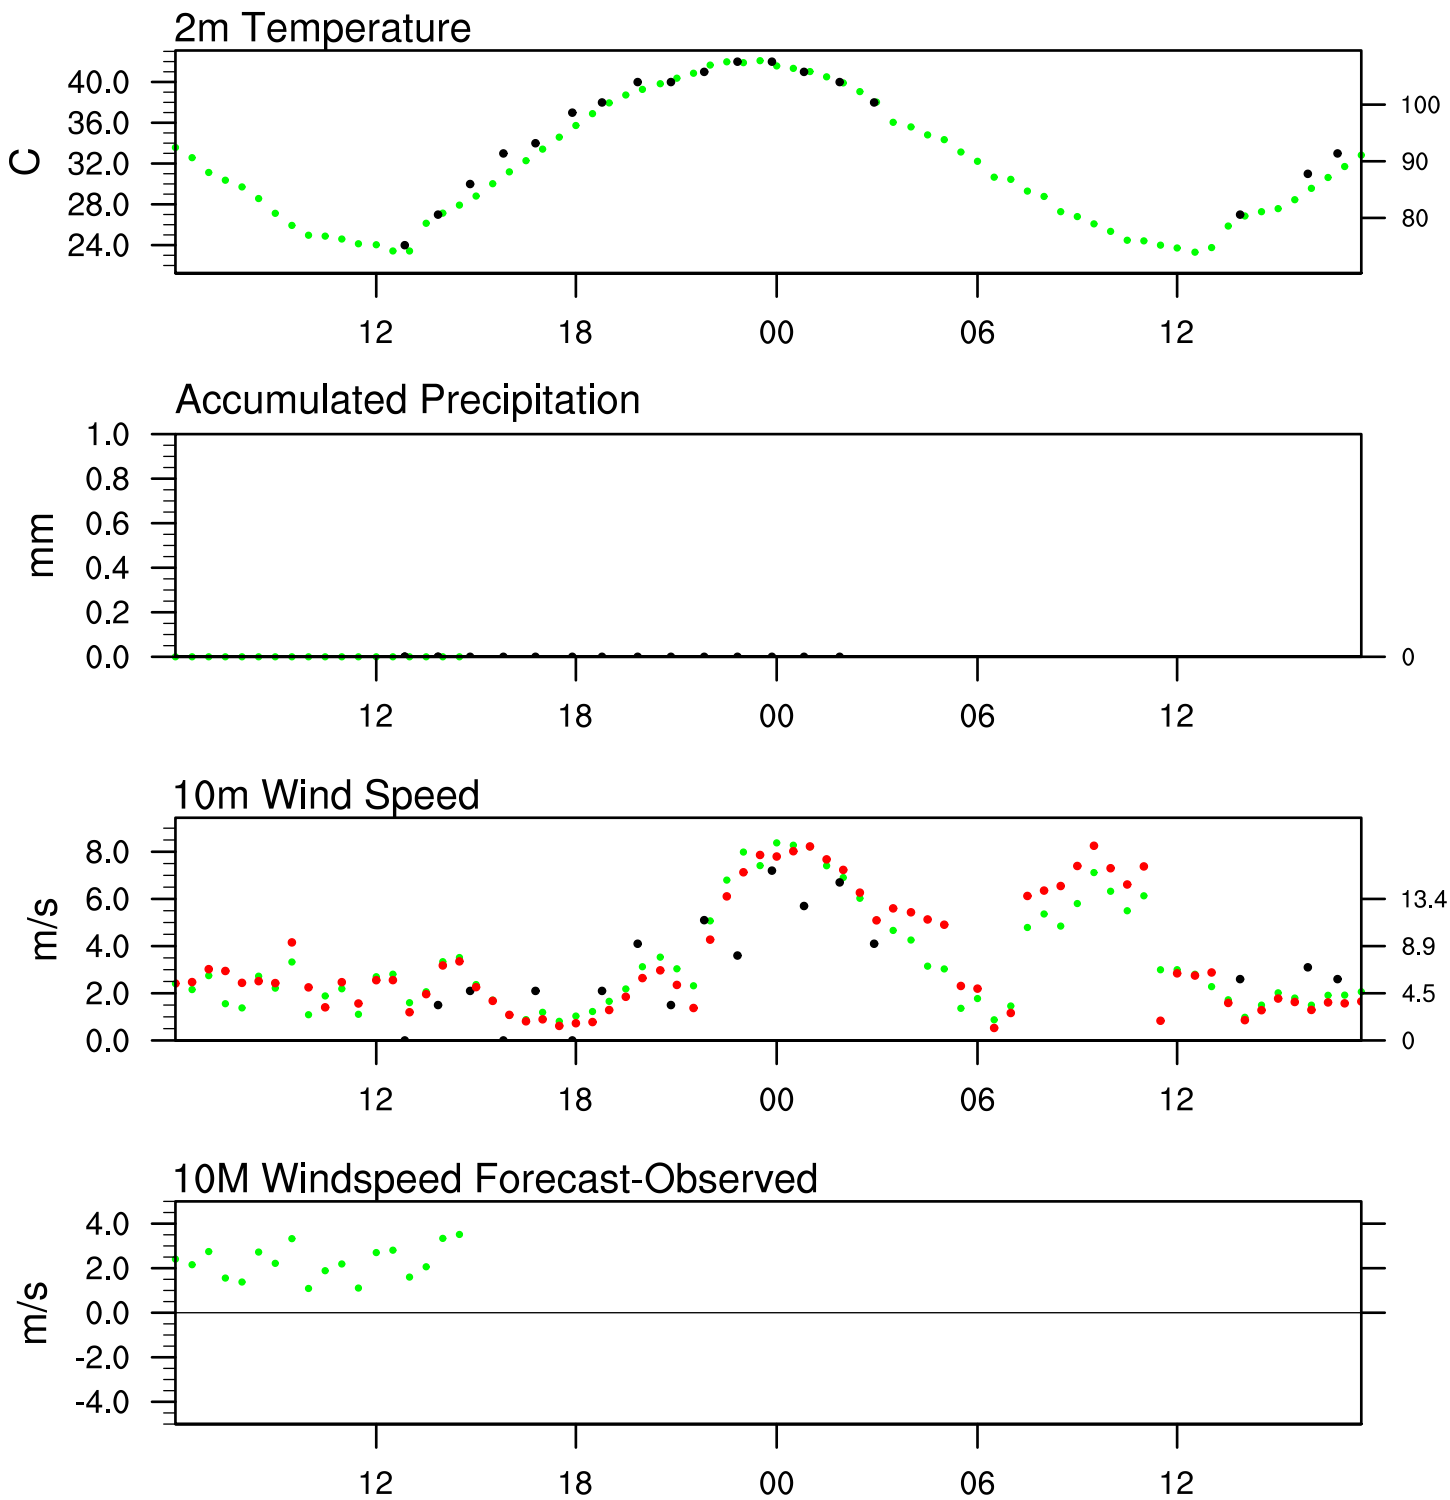 2m Temperature
40.0
36.0
32.0
28.0
24.0
C
100
90
80
12 18 00 06 12
Accumulated Precipitation
1.0
0.8
0.6
0.4
0.2
0.0
mm
0
12 18 00 06 12
10m Wind Speed
8.0
6.0
4.0
2.0
0.0
m/s
13.4
8.9
4.5
0
12 18 00 06 12
10M Windspeed Forecast-Observed
4.0
2.0
0.0
-2.0
-4.0
m/s
12 18 00 06 12